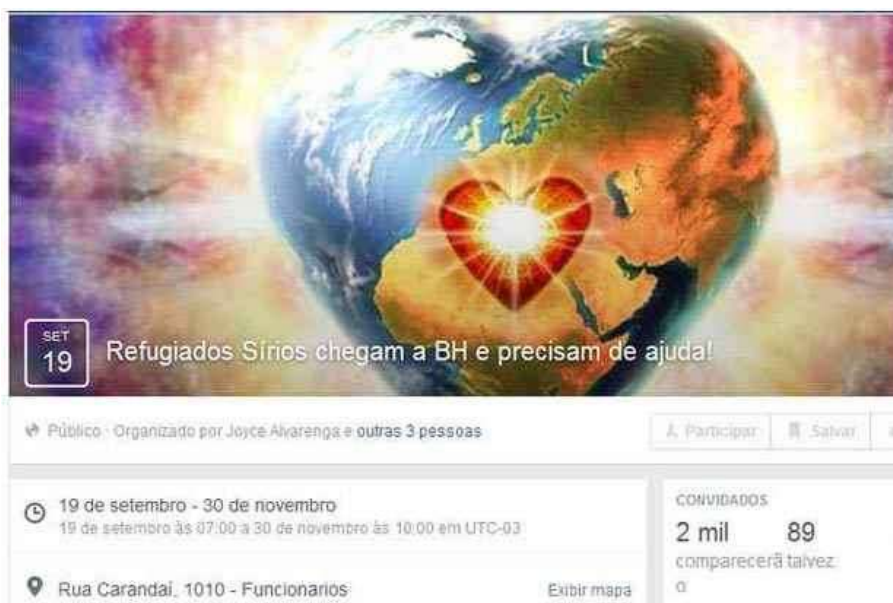 SET
19
Refugiados Sírios chegam a BH e precisam de ajuda!
Público · Organizado por Joyce Alvarenga e outras 3 pessoas
Participar
Salvar
19 de setembro - 30 de novembro
19 de setembro às 07:00 a 30 de novembro às 10:00 em UTC-03
Rua Carandaí, 1010 - Funcionarios
Exibir mapa
CONVIDADOS
2 mil 89
comparecerã talvez
o